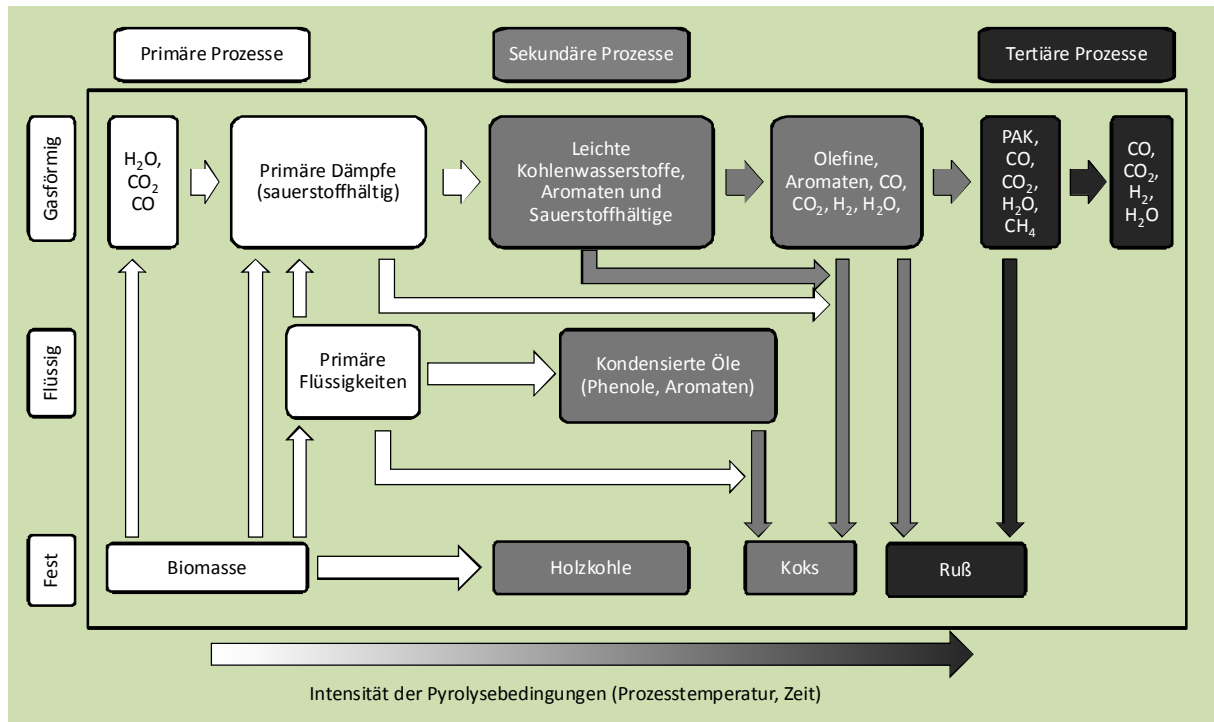 Primäre Prozesse
Sekundäre Prozesse
Tertiäre Prozesse
Gasförmig
H₂O,
CO₂
CO
Primäre Dämpfe
(sauerstoffhältig)
Leichte
Kohlenwasserstoffe,
Aromaten und
Sauerstoffhältige
Olefine,
Aromaten, CO,
CO₂, H₂, H₂O,
PAK,
CO,
CO₂,
H₂O,
CH₄
CO,
CO₂,
H₂,
H₂O
Flüssig
Primäre
Flüssigkeiten
Kondensierte Öle
(Phenole, Aromaten)
Fest
Biomasse
Holzkohle
Koks
Ruß
Intensität der Pyrolysebedingungen (Prozesstemperatur, Zeit)